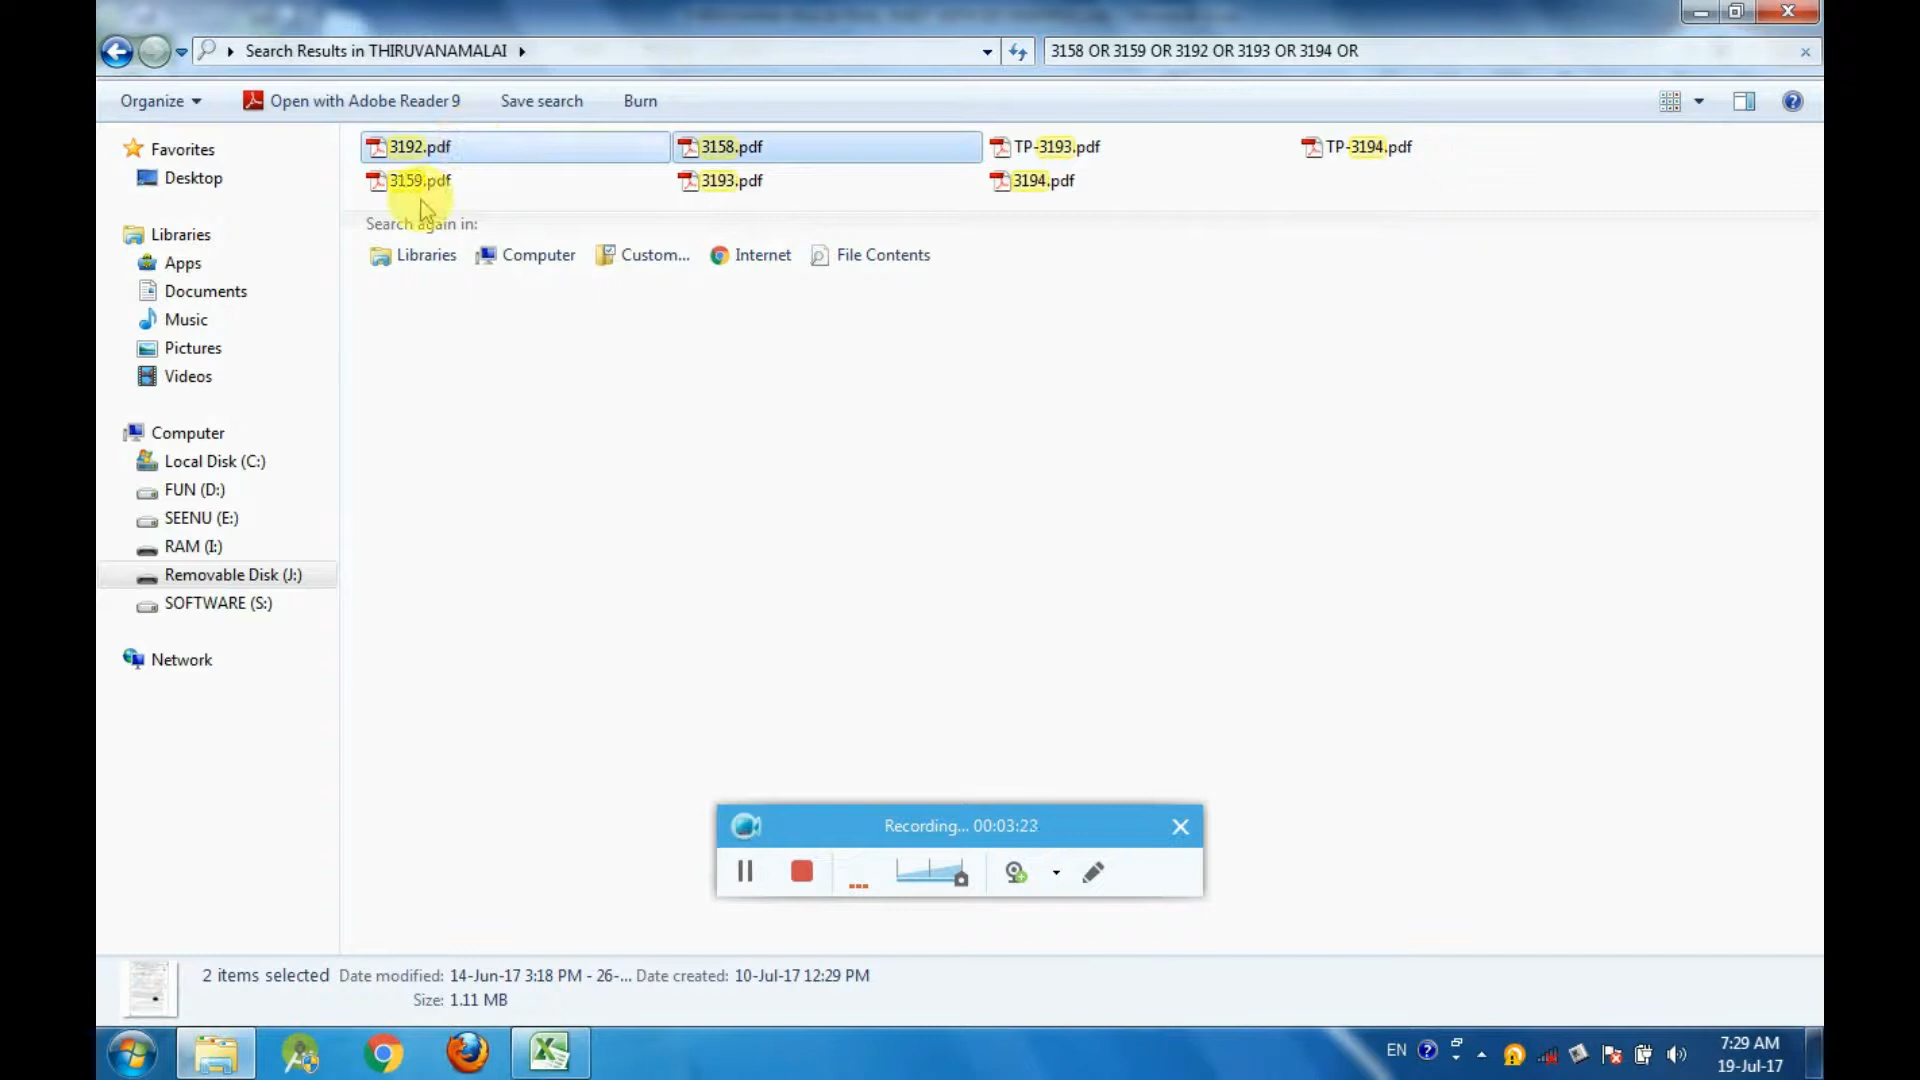 Search Results in THIRUVANAMALAI
3158 OR 3159 OR 3192 OR 3193 OR 3194 OR
Organize
Open with Adobe Reader 9
Save search
Burn
Favorites
Desktop
Libraries
Apps
Documents
Music
Pictures
Videos
Computer
Local Disk (C:)
FUN (D:)
SEENU (E:)
RAM (I:)
Removable Disk (J:)
SOFTWARE (S:)
Network
3192.pdf
3158.pdf
TP-3193.pdf
TP-3194.pdf
3159.pdf
3193.pdf
3194.pdf
Search again in:
Libraries
Computer
Custom...
Internet
File Contents
Recording... 00:03:23
2 items selected
Date modified: 14-Jun-17 3:18 PM - 26-...
Date created: 10-Jul-17 12:29 PM
Size: 1.11 MB
EN
7:29 AM
19-Jul-17